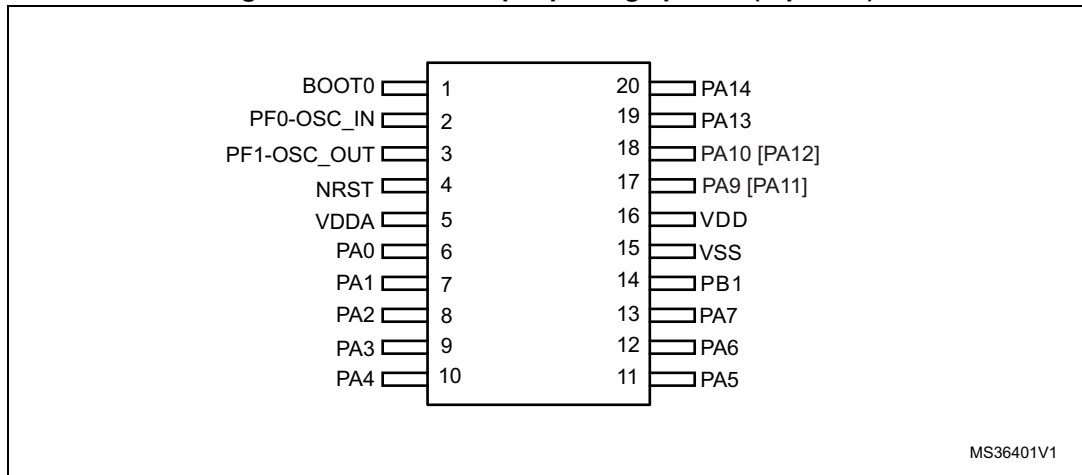 BOOT0 1 20 PA14
PF0-OSC_IN 2 19 PA13
PF1-OSC_OUT 3 18 PA10 [PA12]
NRST 4 17 PA9 [PA11]
VDDA 5 16 VDD
PA0 6 15 VSS
PA1 7 14 PB1
PA2 8 13 PA7
PA3 9 12 PA6
PA4 10 11 PA5
MS36401V1